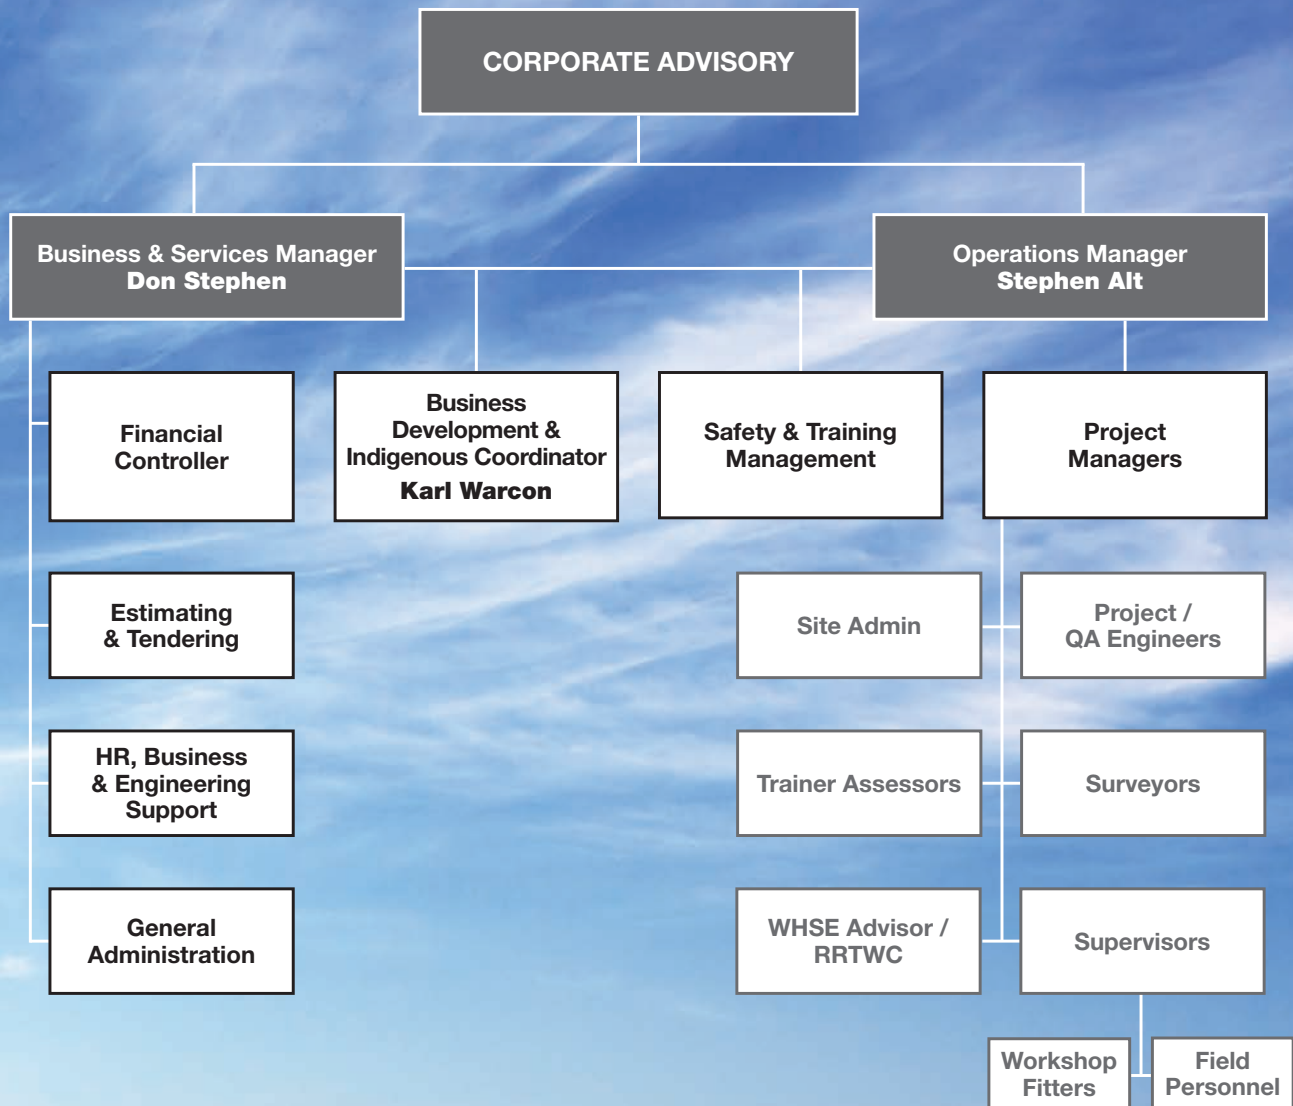 CORPORATE ADVISORY
Business & Services Manager
Don Stephen
Operations Manager
Stephen Alt
Financial
Controller
Business
Development &
Indigenous Coordinator
Karl Warcon
Safety & Training
Management
Project
Managers
Estimating
& Tendering
Site Admin
Project /
QA Engineers
HR, Business
& Engineering
Support
Trainer Assessors
Surveyors
General
Administration
WHSE Advisor /
RRTWC
Supervisors
Workshop
Fitters
Field
Personnel